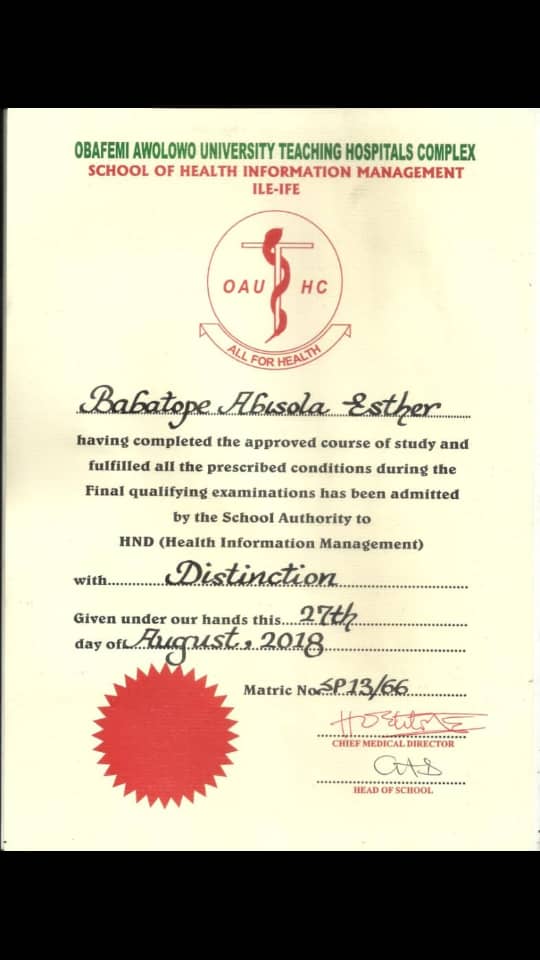 OBAFEMI AWOLOWO UNIVERSITY TEACHING HOSPITALS COMPLEX
SCHOOL OF HEALTH INFORMATION MANAGEMENT
ILE-IFE
OAU HC
ALL FOR HEALTH
Babatope Abisola Esther
having completed the approved course of study and
fulfilled all the prescribed conditions during the
Final qualifying examinations has been admitted
by the School Authority to
HND (Health Information Management)
with Distinction
Given under our hands this 27th
day of August, 2018
Matric No SP13/66
CHIEF MEDICAL DIRECTOR
HEAD OF SCHOOL